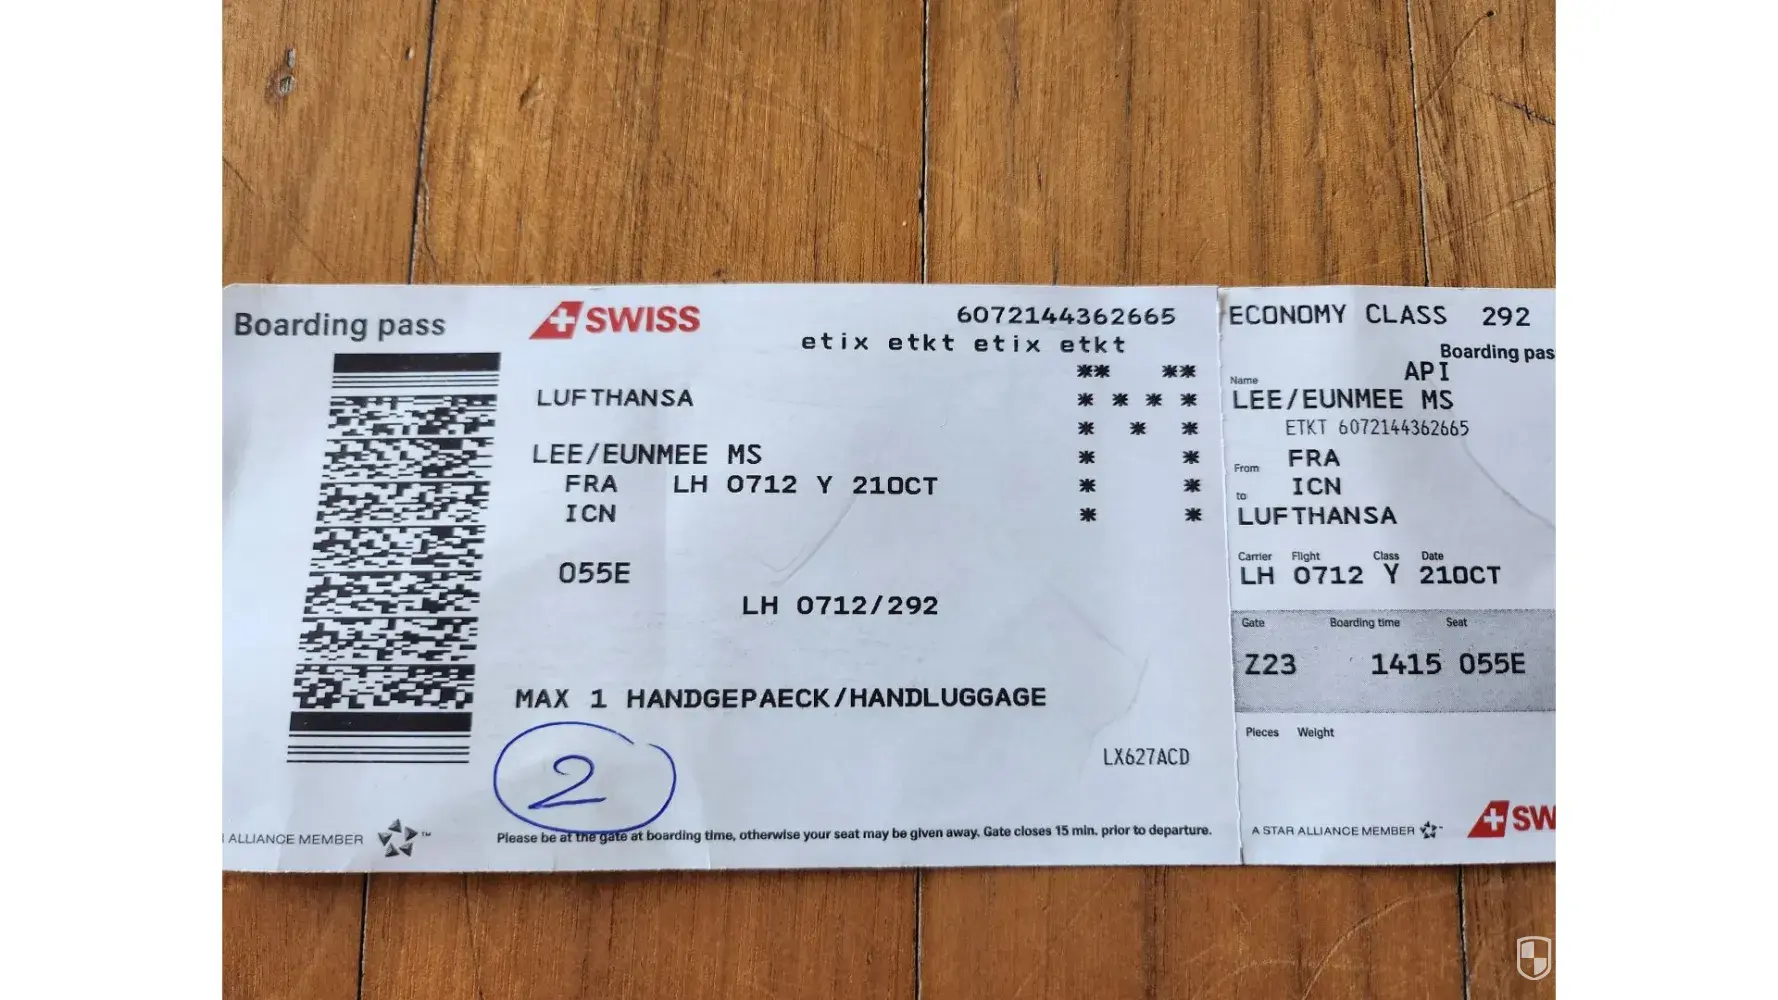 Boarding pass
SWISS
6072144362665
etix etkt etix etkt
** **
LUFTHANSA
* * * *
* * *
LEE/EUNMEE MS
* *
FRA LH 0712 Y 21OCT
* *
ICN
* *
055E
LH 0712/292
MAX 1 HANDGEPAECK/HANDLUGGAGE
2
LX627ACD
ALLIANCE MEMBER ™
Please be at the gate at boarding time, otherwise your seat may be given away. Gate closes 15 min. prior to departure.
ECONOMY CLASS 292
Boarding pas
API
Name
LEE/EUNMEE MS
ETKT 6072144362665
From FRA
to ICN
LUFTHANSA
Carrier Flight Class Date
LH 0712 Y 21OCT
Gate Boarding time Seat
Z23 1415 055E
Pieces Weight
A STAR ALLIANCE MEMBER
SW